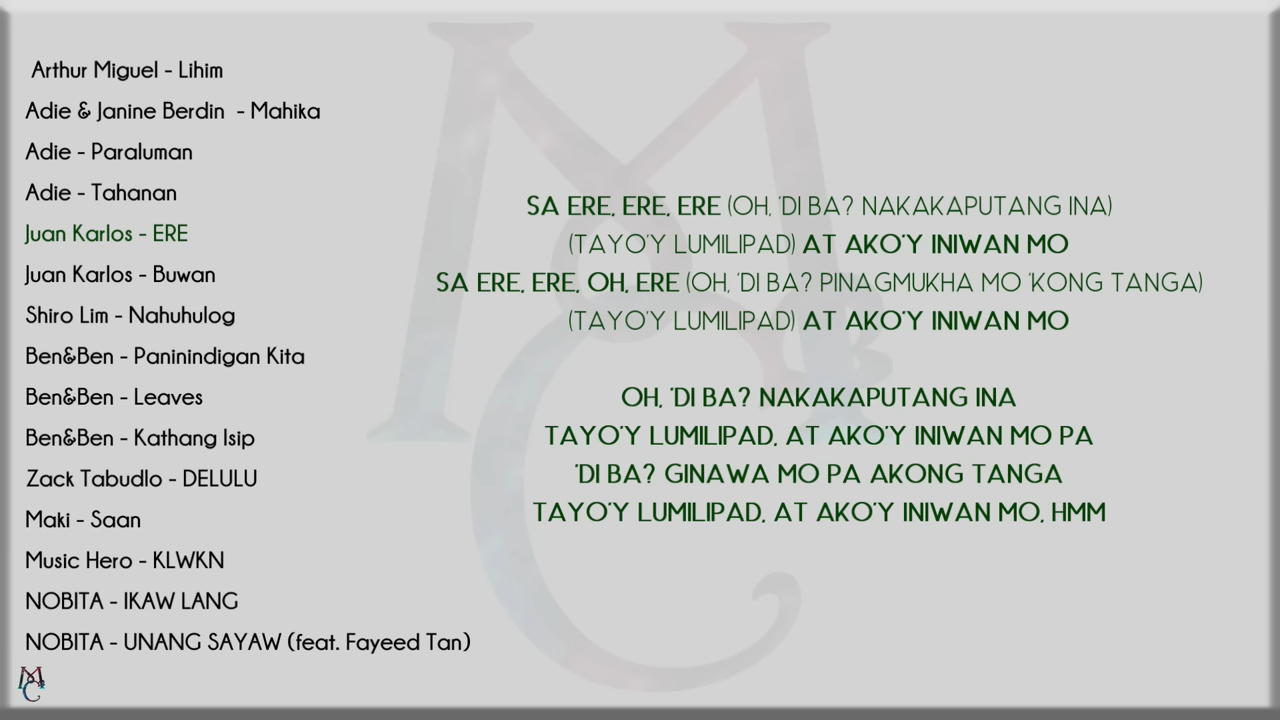 Arthur Miguel - Lihim
Adie & Janine Berdin - Mahika
Adie - Paraluman
Adie - Tahanan
Juan Karlos - ERE
Juan Karlos - Buwan
Shiro Lim - Nahuhulog
Ben&Ben - Paninindigan Kita
Ben&Ben - Leaves
Ben&Ben - Kathang Isip
Zack Tabudlo - DELULU
Maki - Saan
Music Hero - KLWKN
NOBITA - IKAW LANG
NOBITA - UNANG SAYAW (feat. Fayeed Tan)
SA ERE, ERE, ERE (OH, 'DI BA? NAKAKAPUTANG INA)
(TAYO'Y LUMILIPAD) AT AKO'Y INIWAN MO
SA ERE, ERE, OH, ERE (OH, 'DI BA? PINAGMUKHA MO 'KONG TANGA)
(TAYO'Y LUMILIPAD) AT AKO'Y INIWAN MO
OH, 'DI BA? NAKAKAPUTANG INA
TAYO'Y LUMILIPAD, AT AKO'Y INIWAN MO PA
'DI BA? GINAWA MO PA AKONG TANGA
TAYO'Y LUMILIPAD, AT AKO'Y INIWAN MO, HMM